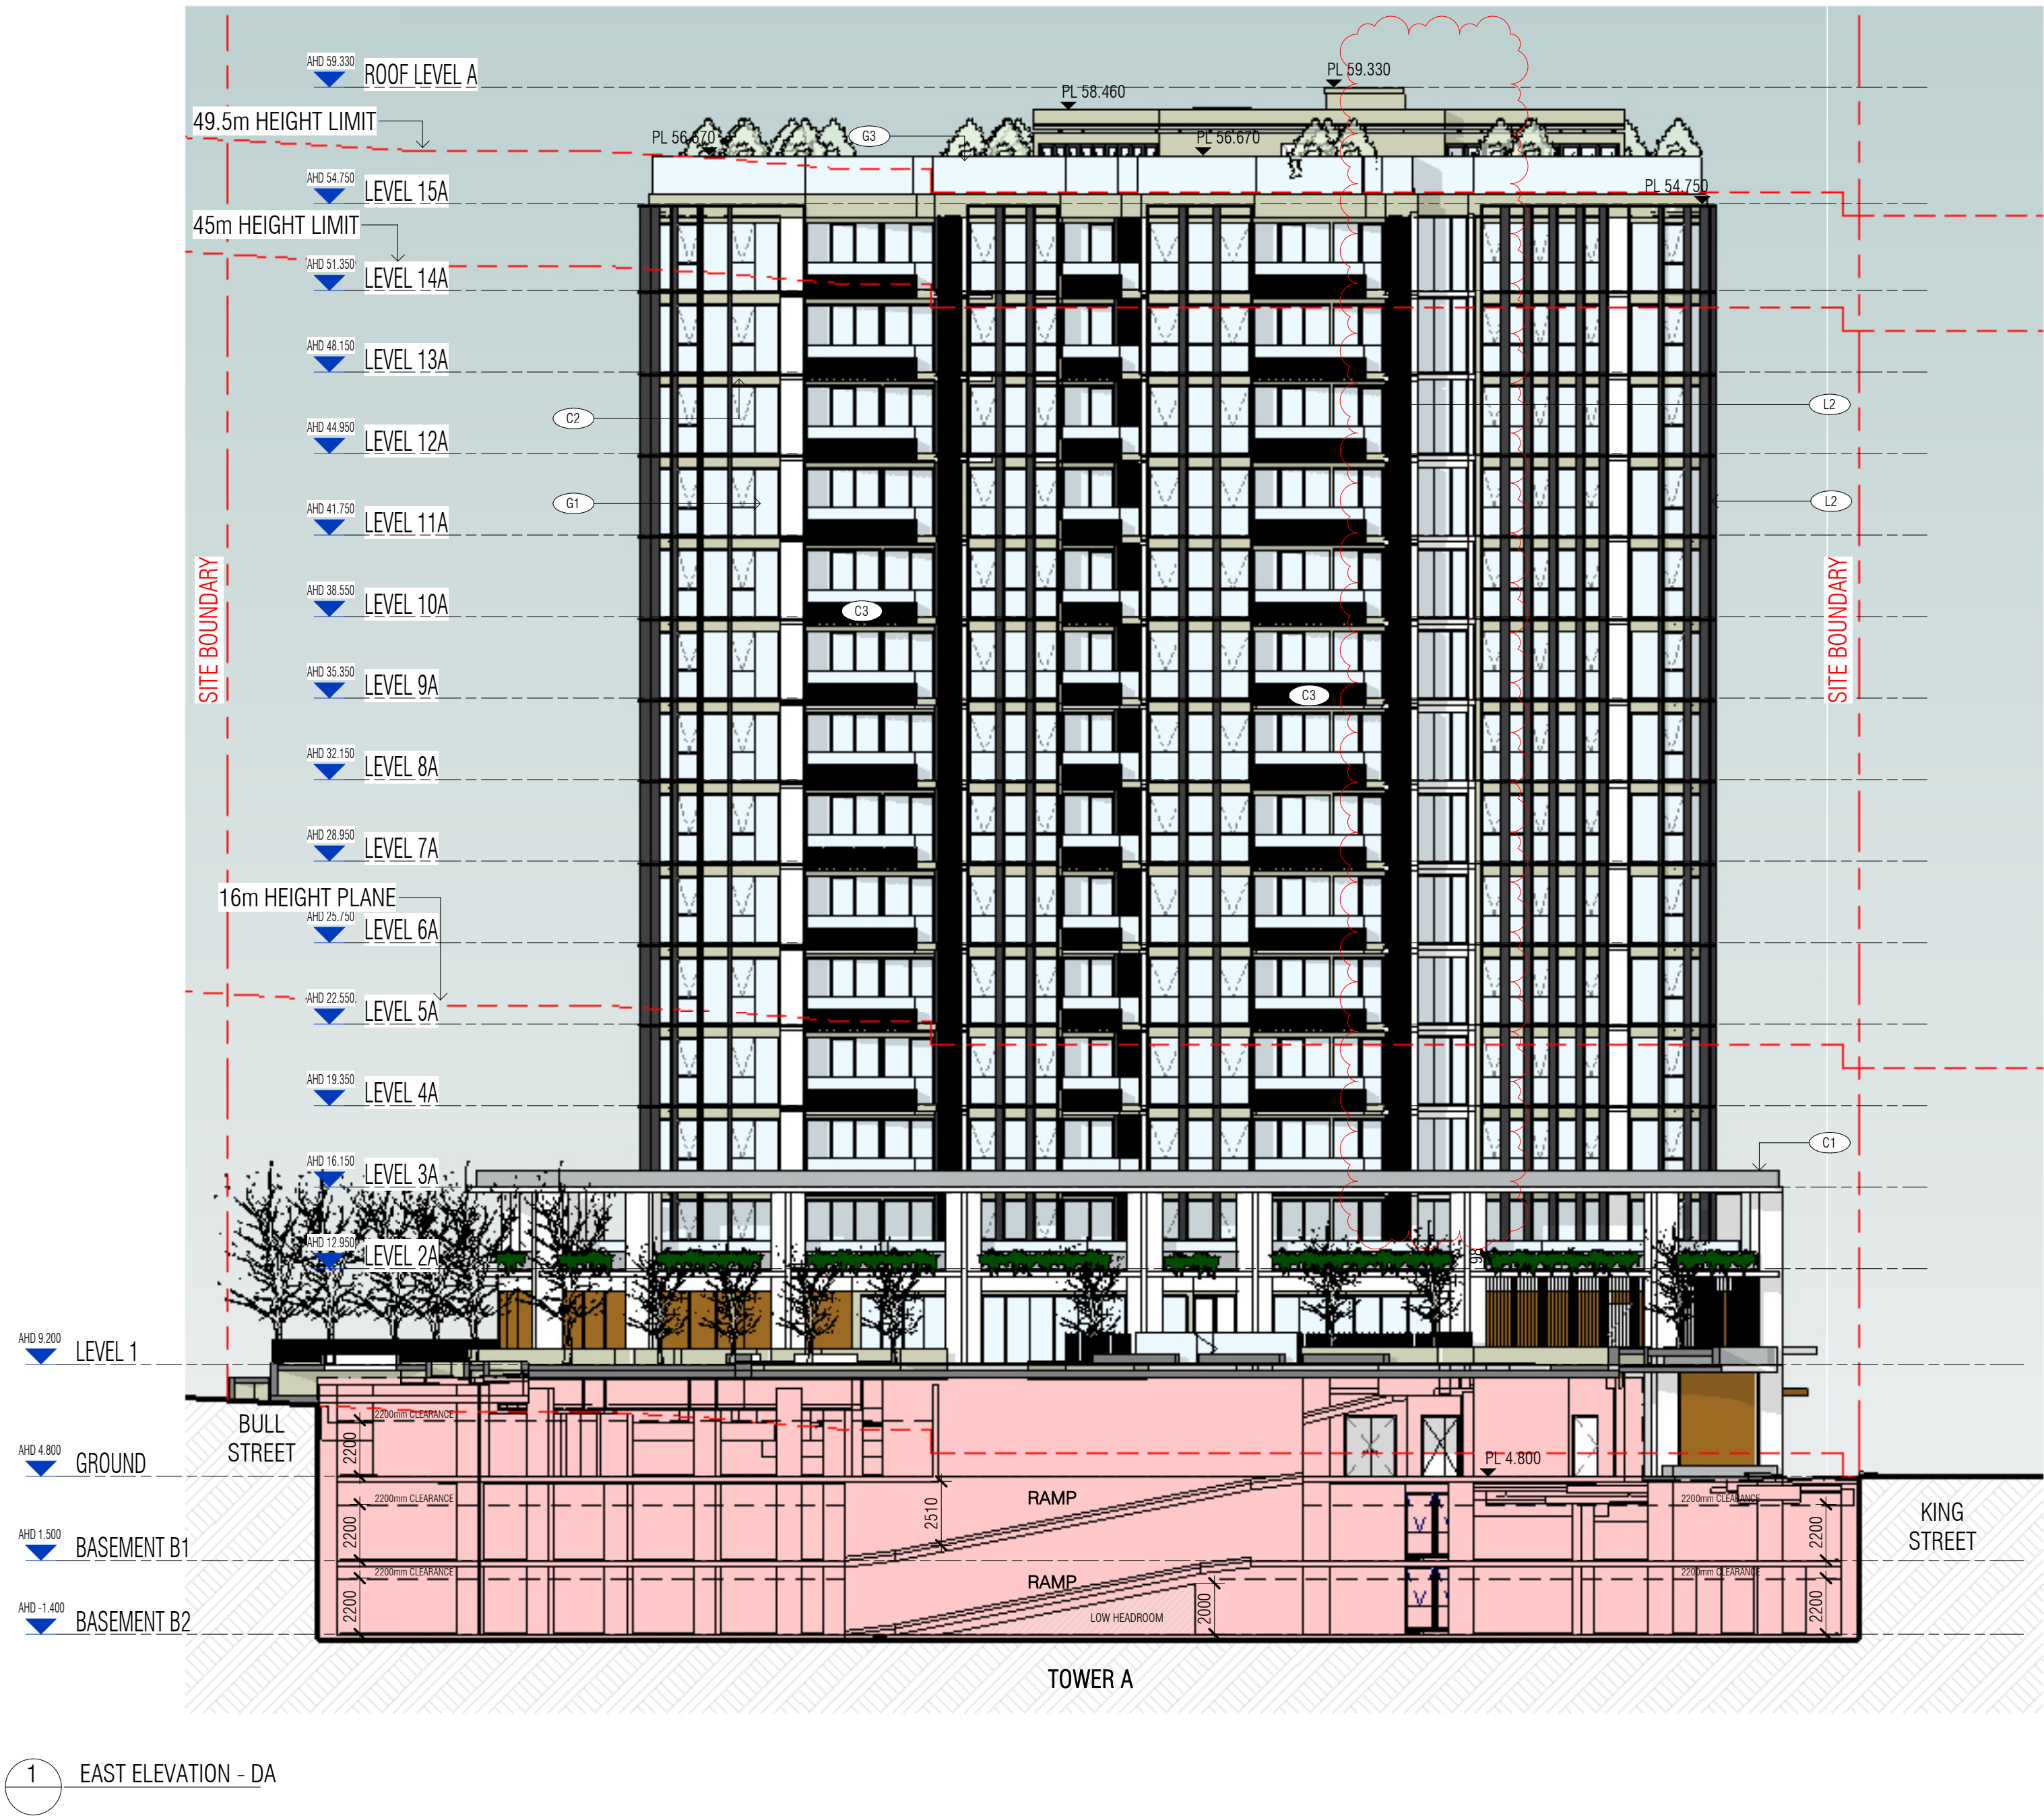 AHD 59.330
ROOF LEVEL A
PL 59.330
PL 58.460
49.5m HEIGHT LIMIT
PL 56.670
G3
PL 56.670
AHD 54.750
LEVEL 15A
PL 54.750
45m HEIGHT LIMIT
AHD 51.350
LEVEL 14A
AHD 48.150
LEVEL 13A
C2
L2
AHD 44.950
LEVEL 12A
G1
L2
AHD 41.750
LEVEL 11A
SITE BOUNDARY
SITE BOUNDARY
AHD 38.550
LEVEL 10A
C3
AHD 35.350
LEVEL 9A
C3
AHD 32.150
LEVEL 8A
AHD 28.950
LEVEL 7A
16m HEIGHT PLANE
AHD 25.750
LEVEL 6A
AHD 22.550
LEVEL 5A
AHD 19.350
LEVEL 4A
C1
AHD 16.150
LEVEL 3A
AHD 12.950
LEVEL 2A
AHD 9.200
LEVEL 1
BULL
STREET
2200mm CLEARANCE
2200
AHD 4.800
GROUND
PL 4.800
2200mm CLEARANCE
RAMP
2200mm CLEARANCE
2200
2510
2200
KING
STREET
AHD 1.500
BASEMENT B1
2200mm CLEARANCE
RAMP
2200mm CLEARANCE
AHD -1.400
BASEMENT B2
2200
LOW HEADROOM
2000
2200
TOWER A
1
EAST ELEVATION - DA